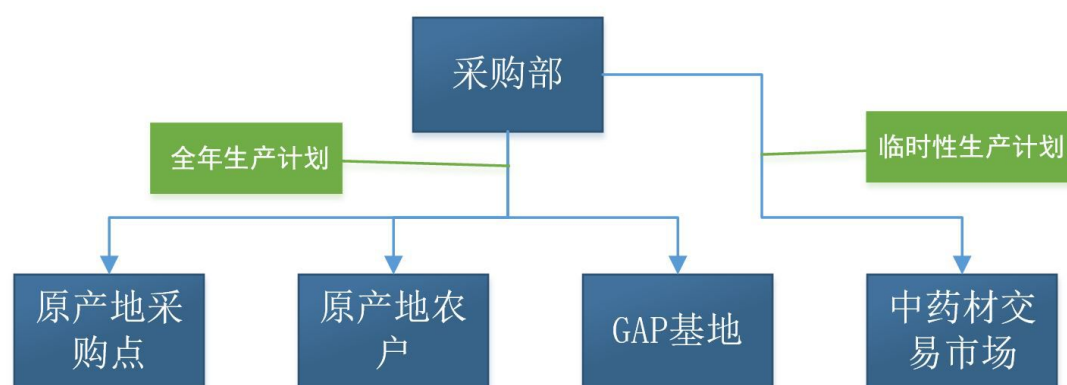 采购部
全年生产计划
临时性生产计划
原产地采
购点
原产地农
户
GAP基地
中药材交
易市场